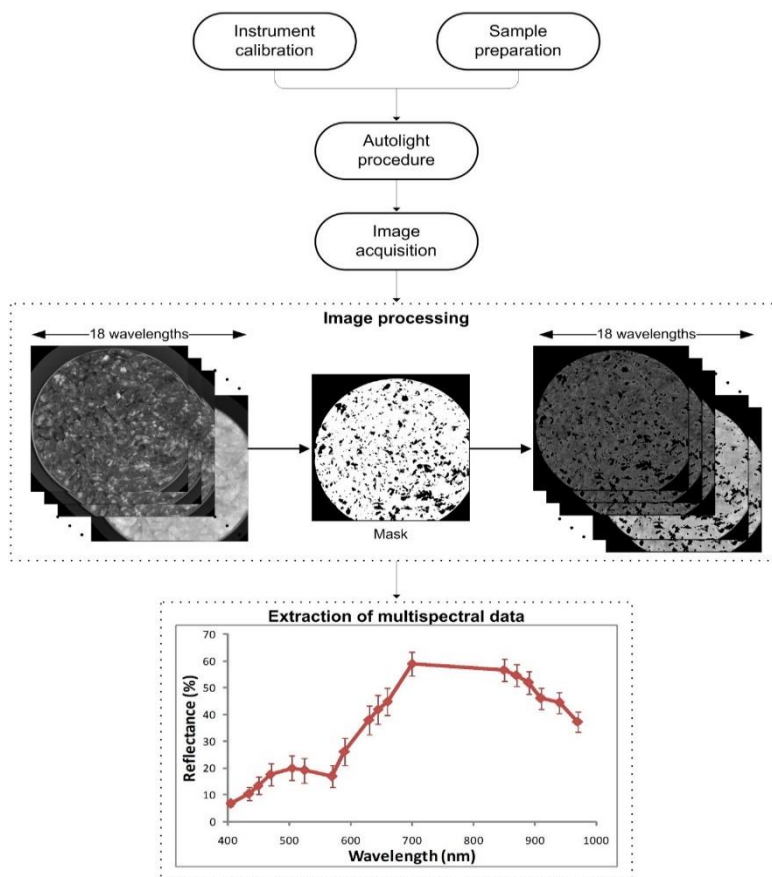 Instrument
calibration
Sample
preparation
Autolight
procedure
Image
acquisition
Image processing
18 wavelengths
18 wavelengths
Mask
Extraction of multispectral data
Reflectance (%)
70
60
50
40
30
20
10
0
400 500 600 700 800 900 1000
Wavelength (nm)